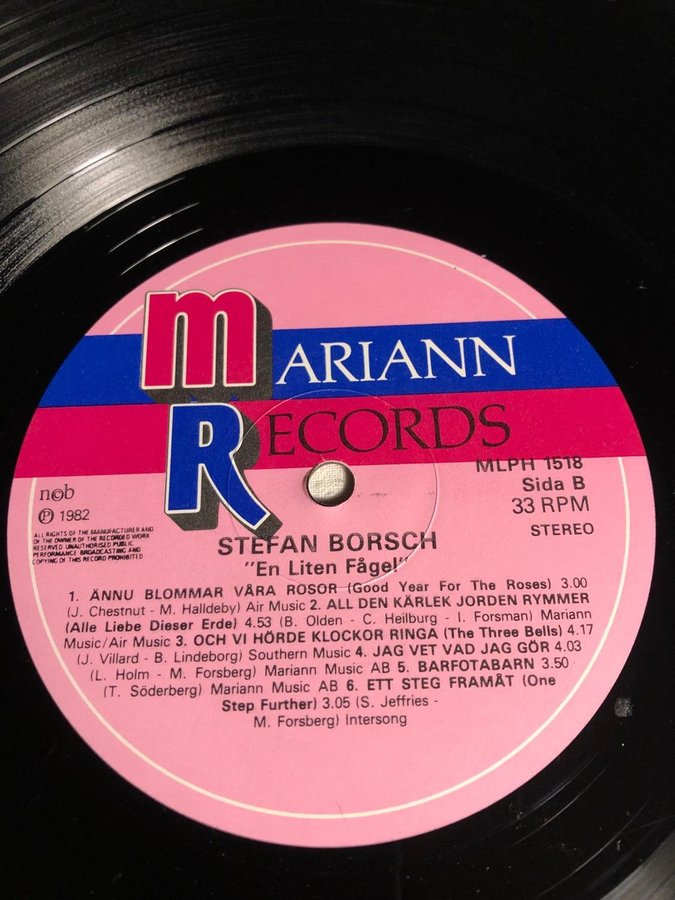 MARIANN
RECORDS
MLPH 1518
Sida B
33 RPM
STEREO
n©b
Ⓟ 1982
ALL RIGHTS OF THE MANUFACTURER AND
OF THE OWNER OF THE RECORDED WORK
RESERVED UNAUTHORISED PUBLIC
PERFORMANCE BROADCASTING AND
COPYING OF THIS RECORD PROHIBITED
STEFAN BORSCH
"En Liten Fågel"
1. ÄNNU BLOMMAR VÅRA ROSOR (Good Year For The Roses) 3.00
(J. Chestnut - M. Halldeby) Air Music 2. ALL DEN KÄRLEK JORDEN RYMMER
(Alle Liebe Dieser Erde) 4.53 (B. Olden - C. Heilburg - I. Forsman) Mariann
Music/Air Music 3. OCH VI HÖRDE KLOCKOR RINGA (The Three Bells) 4.17
(J. Villard - B. Lindeborg) Southern Music 4. JAG VET VAD JAG GÖR 4.03
(L. Holm - M. Forsberg) Mariann Music AB 5. BARFOTABARN 3.50
(T. Söderberg) Mariann Music AB 6. ETT STEG FRAMÅT (One
Step Further) 3.05 (S. Jeffries -
M. Forsberg) Intersong